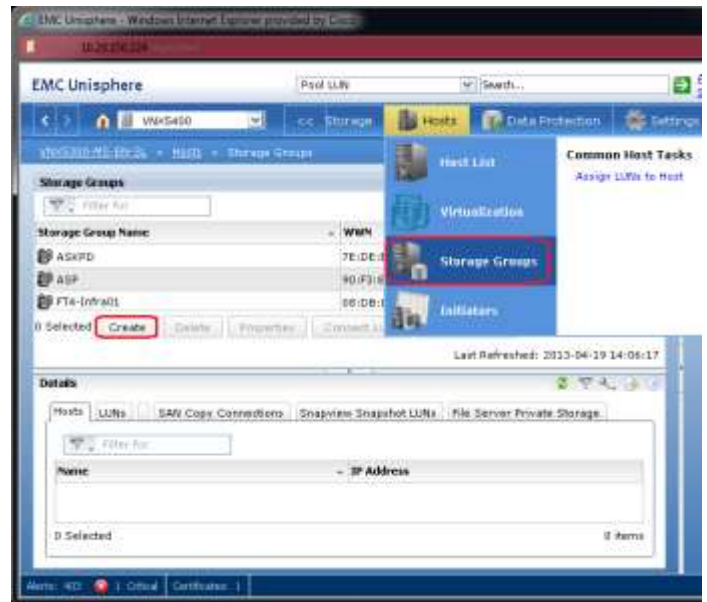 EMC Unisphere - Windows Internet Explorer provided by Cisco
EMC Unisphere
Pool LUN
Search...
VNX5400
<< Storage
Hosts
Data Protection
Settings
Hosts
Storage Groups
Storage Groups
Filter for
Storage Group Name
WWN
ASKPD
ASP
0 Selected
Create
Delete
Properties
Host List
Virtualization
Storage Groups
Initiators
Common Host Tasks
Assign LUNs to Host
Last Refreshed: 2013-04-19 14:06:17
Details
Hosts
LUNs
SAN Copy Connections
Snapview Snapshot LUNs
File Server Private Storage
Filter for
Name
IP Address
0 Selected
0 items
1 Critical
Certificates: 1